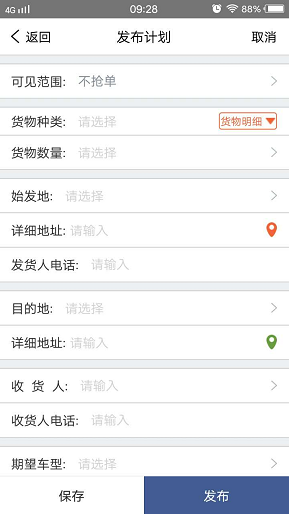 4G 09:28 88%
返回 发布计划 取消
可见范围: 不抢单
货物种类: 请选择 货物明细
货物数量: 请选择
始发地: 请选择
详细地址: 请输入
发货人电话: 请输入
目的地: 请选择
详细地址: 请输入
收 货 人: 请输入
收货人电话: 请输入
期望车型: 请选择
保存 发布